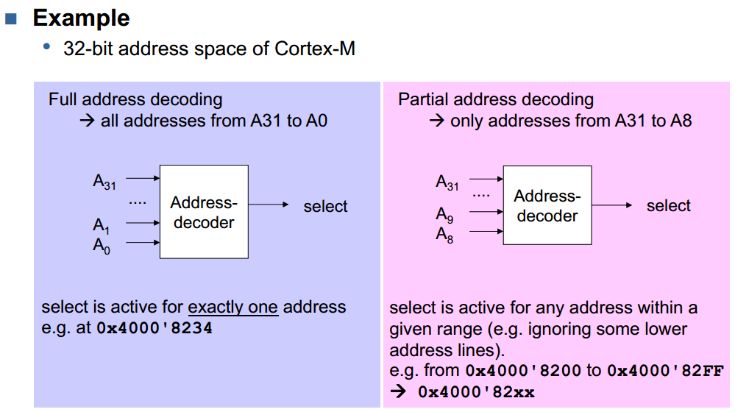 Example
• 32-bit address space of Cortex-M
Full address decoding
→ all addresses from A31 to A0
A31
....
A1
A0
Address-
decoder
select
select is active for exactly one address
e.g. at 0x4000'8234
Partial address decoding
→ only addresses from A31 to A8
A31
....
A9
A8
Address-
decoder
select
select is active for any address within a
given range (e.g. ignoring some lower
address lines).
e.g. from 0x4000'8200 to 0x4000'82FF
→ 0x4000'82xx